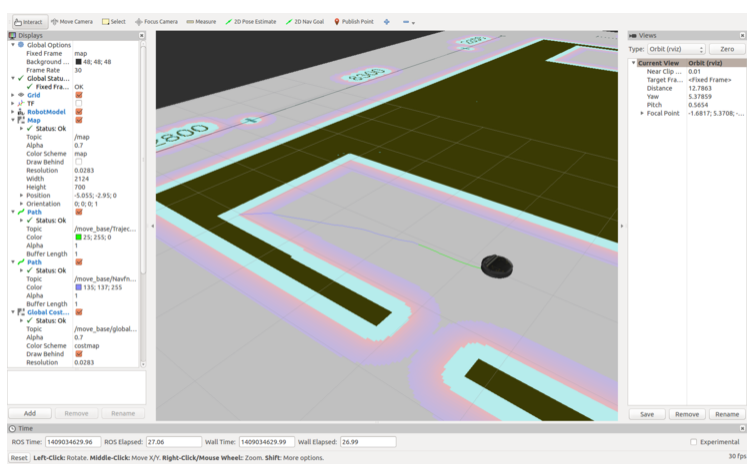 Interact Move Camera Select Focus Camera Measure 2D Pose Estimate 2D Nav Goal Publish Point
Displays
Global Options
Fixed Frame map
Background ... 48; 48; 48
Frame Rate 30
Global Statu...
Fixed Fra... OK
Grid
TF
RobotModel
Map
Status: Ok
Topic /map
Alpha 0.7
Color Scheme map
Draw Behind
Resolution 0.0283
Width 2124
Height 700
Position -5.055; -2.95; 0
Orientation 0; 0; 0; 1
Path
Status: Ok
Topic /move_base/Trajec...
Color 25; 255; 0
Alpha 1
Buffer Length 1
Path
Status: Ok
Topic /move_base/Navfn...
Color 135; 137; 255
Alpha 1
Buffer Length 1
Global Cost...
Status: Ok
Topic /move_base/global...
Alpha 0.7
Color Scheme costmap
Draw Behind
Resolution 0.0283
Add Remove Rename
2800
8300
Views
Type: Orbit (rviz) Zero
Current View Orbit (rviz)
Near Clip ... 0.01
Target Fra... <Fixed Frame>
Distance 12.7863
Yaw 5.37859
Pitch 0.5654
Focal Point -1.6817; 5.3708; -...
Save Remove Rename
Time
ROS Time: 1409034629.96 ROS Elapsed: 27.06 Wall Time: 1409034629.99 Wall Elapsed: 26.99 Experimental
Reset Left-Click: Rotate. Middle-Click: Move X/Y. Right-Click/Mouse Wheel: Zoom. Shift: More options. 30 fps